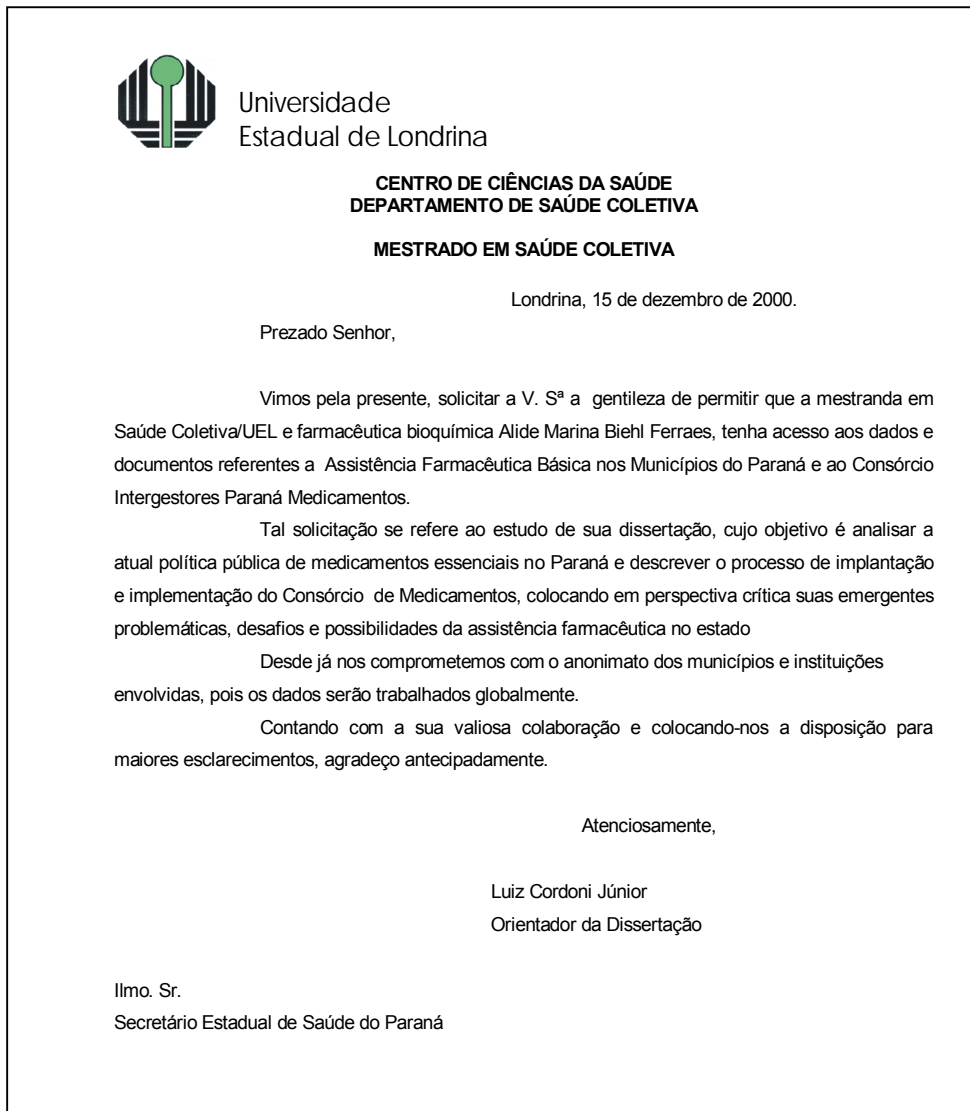 Universidade
Estadual de Londrina
CENTRO DE CIÊNCIAS DA SAÚDE
DEPARTAMENTO DE SAÚDE COLETIVA
MESTRADO EM SAÚDE COLETIVA
Londrina, 15 de dezembro de 2000.
Prezado Senhor,
Vimos pela presente, solicitar a V. Sª a gentileza de permitir que a mestranda em
Saúde Coletiva/UEL e farmacêutica bioquímica Alide Marina Biehl Ferraes, tenha acesso aos dados e
documentos referentes a Assistência Farmacêutica Básica nos Municípios do Paraná e ao Consórcio
Intergestores Paraná Medicamentos.
Tal solicitação se refere ao estudo de sua dissertação, cujo objetivo é analisar a
atual política pública de medicamentos essenciais no Paraná e descrever o processo de implantação
e implementação do Consórcio de Medicamentos, colocando em perspectiva crítica suas emergentes
problemáticas, desafios e possibilidades da assistência farmacêutica no estado
Desde já nos comprometemos com o anonimato dos municípios e instituições
envolvidas, pois os dados serão trabalhados globalmente.
Contando com a sua valiosa colaboração e colocando-nos a disposição para
maiores esclarecimentos, agradeço antecipadamente.
Atenciosamente,
Luiz Cordoni Júnior
Orientador da Dissertação
Ilmo. Sr.
Secretário Estadual de Saúde do Paraná